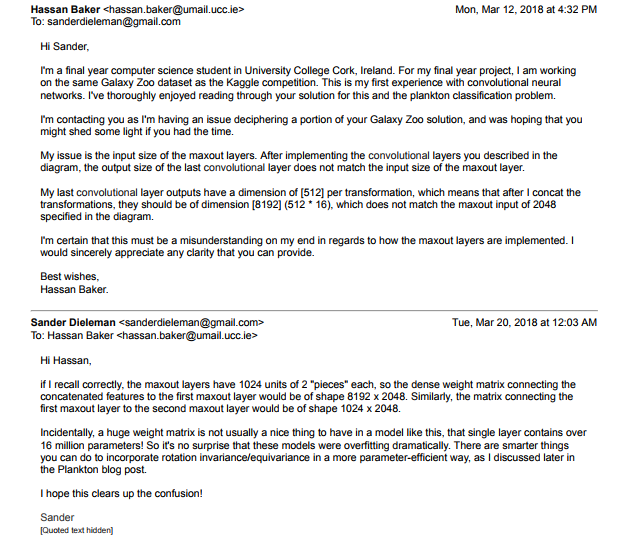 Hassan Baker <hassan.baker@umail.ucc.ie> Mon, Mar 12, 2018 at 4:32 PM
To: sanderdieleman@gmail.com
Hi Sander,
I'm a final year computer science student in University College Cork, Ireland. For my final year project, I am working
on the same Galaxy Zoo dataset as the Kaggle competition. This is my first experience with convolutional neural
networks. I've thoroughly enjoyed reading through your solution for this and the plankton classification problem.
I'm contacting you as I'm having an issue deciphering a portion of your Galaxy Zoo solution, and was hoping that you
might shed some light if you had the time.
My issue is the input size of the maxout layers. After implementing the convolutional layers you described in the
diagram, the output size of the last convolutional layer does not match the input size of the maxout layer.
My last convolutional layer outputs have a dimension of [512] per transformation, which means that after I concat the
transformations, they should be of dimension [8192] (512 * 16), which does not match the maxout input of 2048
specified in the diagram.
I'm certain that this must be a misunderstanding on my end in regards to how the maxout layers are implemented. I
would sincerely appreciate any clarity that you can provide.
Best wishes,
Hassan Baker.
Sander Dieleman <sanderdieleman@gmail.com> Tue, Mar 20, 2018 at 12:03 AM
To: Hassan Baker <hassan.baker@umail.ucc.ie>
Hi Hassan,
if I recall correctly, the maxout layers have 1024 units of 2 "pieces" each, so the dense weight matrix connecting the
concatenated features to the first maxout layer would be of shape 8192 x 2048. Similarly, the matrix connecting the
first maxout layer to the second maxout layer would be of shape 1024 x 2048.
Incidentally, a huge weight matrix is not usually a nice thing to have in a model like this, that single layer contains over
16 million parameters! So it's no surprise that these models were overfitting dramatically. There are smarter things
you can do to incorporate rotation invariance/equivariance in a more parameter-efficient way, as I discussed later in
the Plankton blog post.
I hope this clears up the confusion!
Sander
[Quoted text hidden]